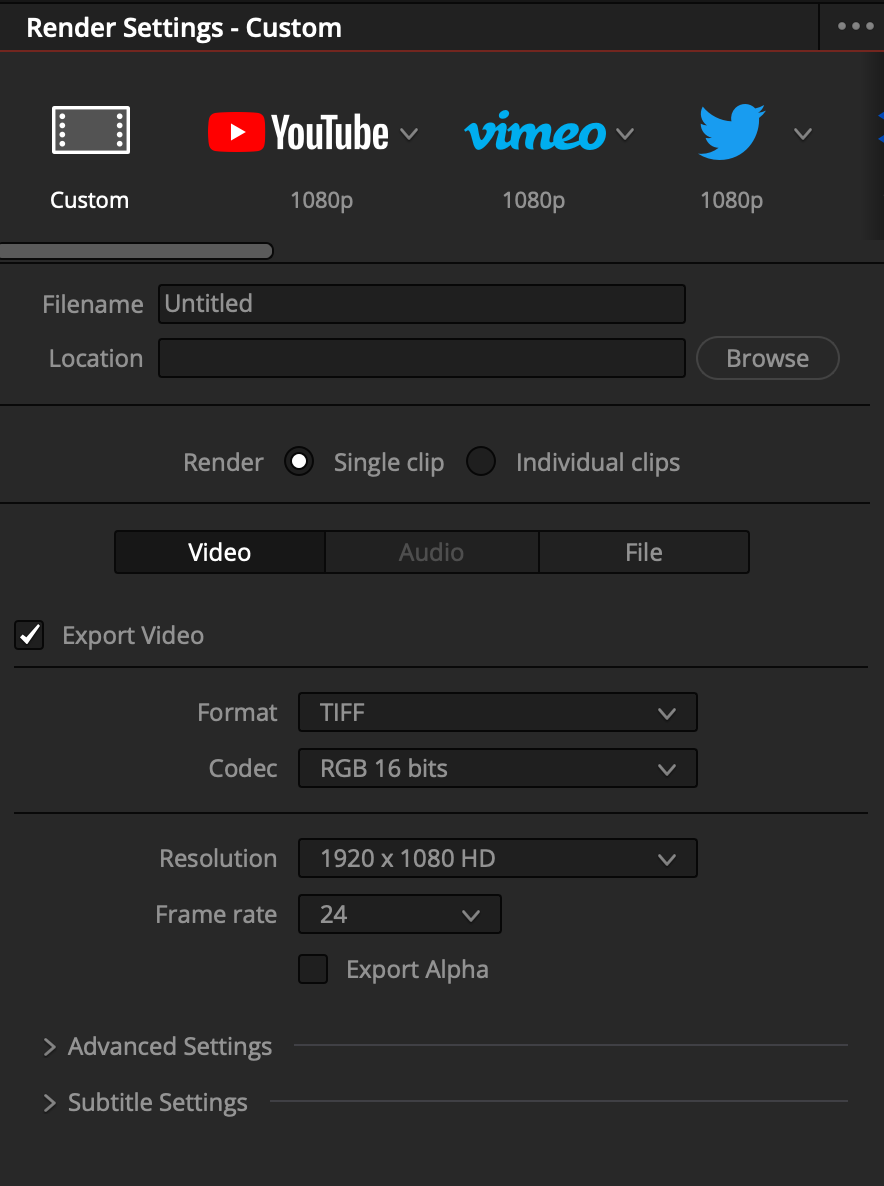 Render Settings - Custom
YouTube vimeo
Custom 1080p 1080p 1080p
Filename Untitled
Location Browse
Render Single clip Individual clips
Video Audio File
Export Video
Format TIFF
Codec RGB 16 bits
Resolution 1920 x 1080 HD
Frame rate 24
Export Alpha
Advanced Settings
Subtitle Settings